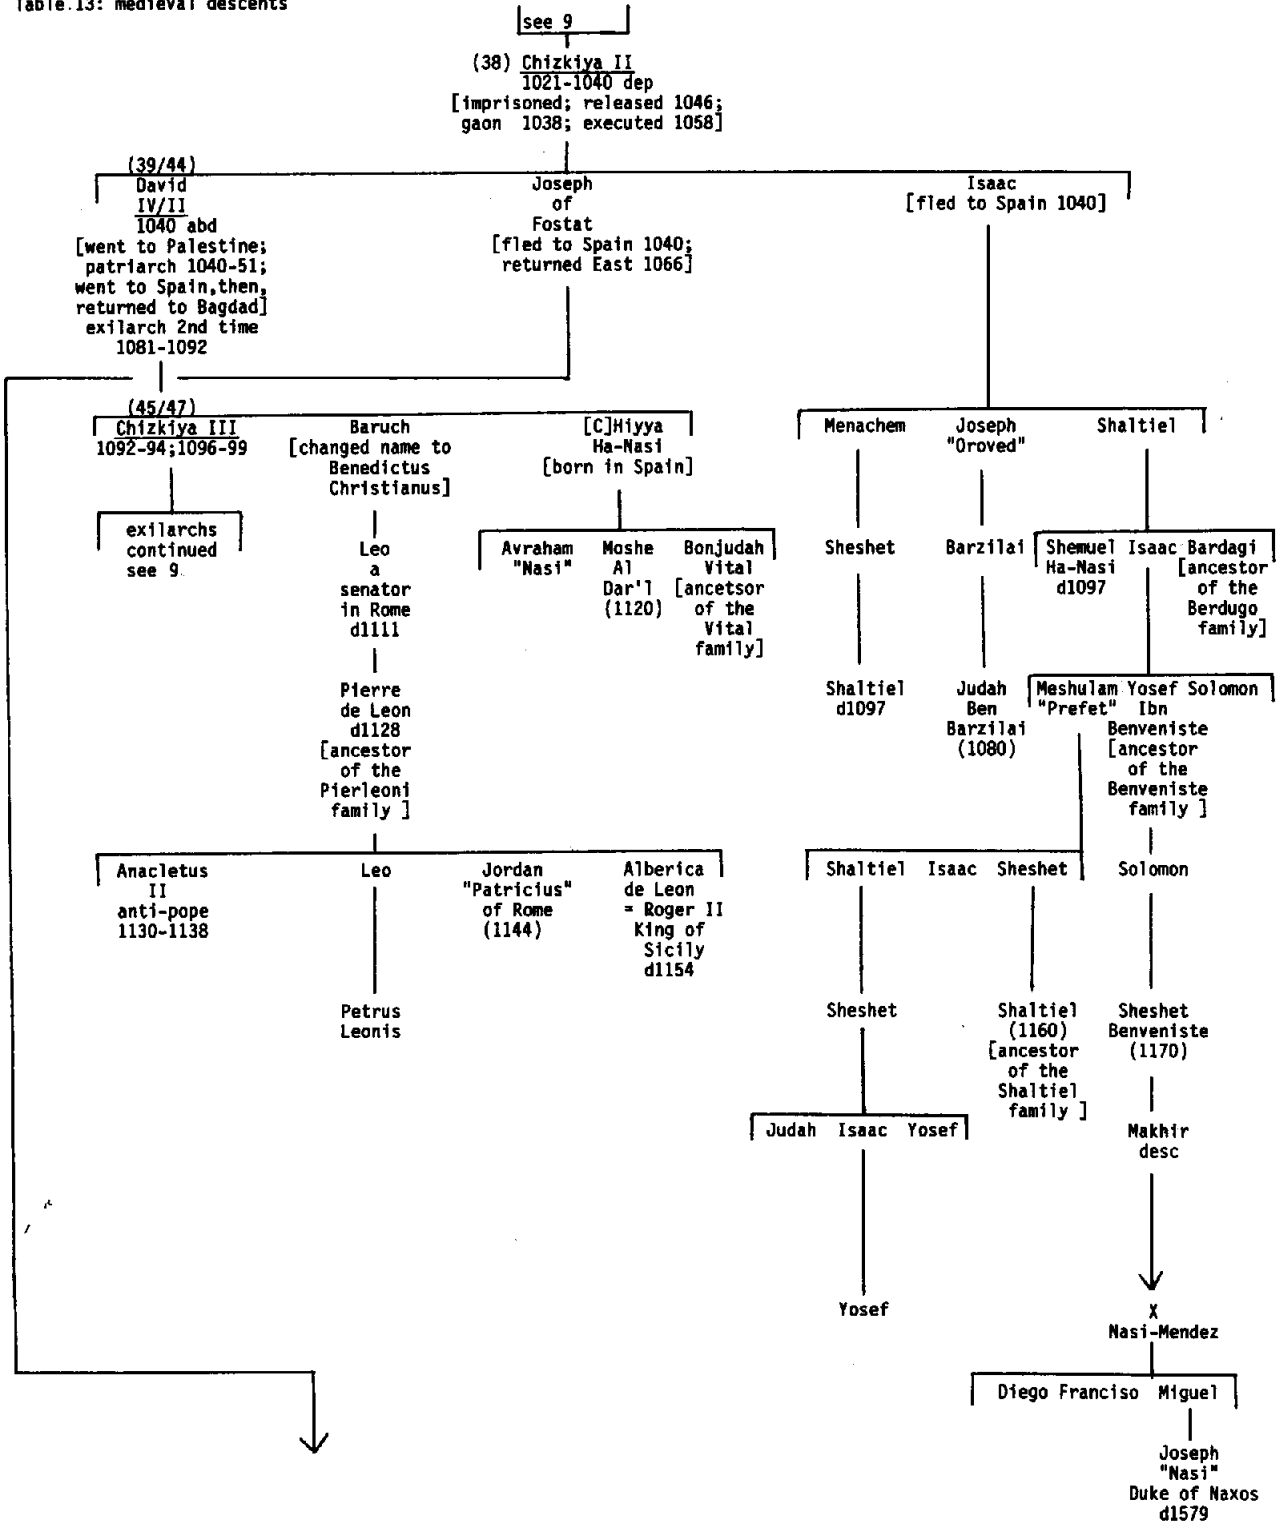 Table.13: medieval descents
see 9
(38) Chizkiya II
1021-1040 dep
[imprisoned; released 1046;
gaon 1038; executed 1058]
(39/44)
David
IV/II
1040 abd
[went to Palestine;
patriarch 1040-51;
went to Spain,then,
returned to Bagdad]
exilarch 2nd time
1081-1092
Joseph
of
Fostat
[fled to Spain 1040;
returned East 1066]
Isaac
[fled to Spain 1040]
(45/47)
Chizkiya III
1092-94;1096-99
exilarchs
continued
see 9
Baruch
[changed name to
Benedictus
Christianus]
Leo
a
senator
in Rome
d1111
Pierre
de Leon
d1128
[ancestor
of the
Pierleoni
family ]
[C]Hiyya
Ha-Nasi
[born in Spain]
Avraham
"Nasi"
Moshe
Al
Dar'l
(1120)
Bonjudah
Vital
[ancetsor
of the
Vital
family]
Menachem
Sheshet
Shaltiel
d1097
Joseph
"Oroved"
Barzilai
Judah
Ben
Barzilai
(1080)
Shaltiel
Shemuel
Ha-Nasi
d1097
Isaac
Bardagi
[ancestor
of the
Berdugo
family]
Meshulam
"Prefet"
Yosef
Ibn
Benveniste
[ancestor
of the
Benveniste
family ]
Solomon
Anacletus
II
anti-pope
1130-1138
Leo
Petrus
Leonis
Jordan
"Patricius"
of Rome
(1144)
Alberica
de Leon
= Roger II
King of
Sicily
d1154
Shaltiel Isaac Sheshet
Sheshet
Judah Isaac Yosef
Yosef
Shaltiel
(1160)
[ancestor
of the
Shaltiel
family ]
Solomon
Sheshet
Benveniste
(1170)
Makhir
desc
X
Nasi-Mendez
Diego Franciso Miguel
Joseph
"Nasi"
Duke of Naxos
d1579